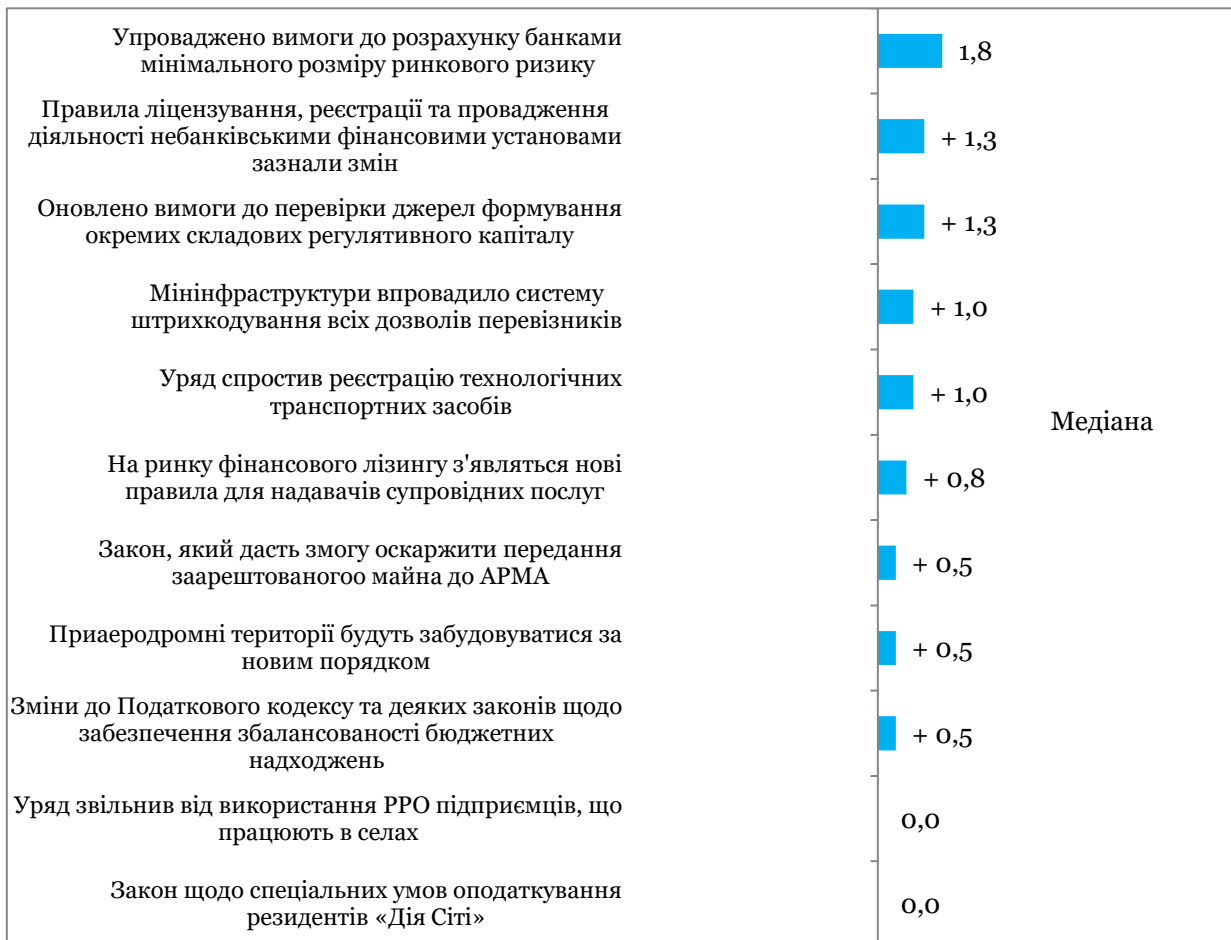 Упроваджено вимоги до розрахунку банками
мінімального розміру ринкового ризику
1,8
Правила ліцензування, реєстрації та провадження
діяльності небанківськими фінансовими установами
зазнали змін
+ 1,3
Оновлено вимоги до перевірки джерел формування
окремих складових регулятивного капіталу
+ 1,3
Мінінфраструктури впровадило систему
штрихкодування всіх дозволів перевізників
+ 1,0
Уряд спростив реєстрацію технологічних
транспортних засобів
+ 1,0
Медіана
На ринку фінансового лізингу з'являться нові
правила для надавачів супровідних послуг
+ 0,8
Закон, який дасть змогу оскаржити передання
заарештованогоо майна до АРМА
+ 0,5
Приаеродромні території будуть забудовуватися за
новим порядком
+ 0,5
Зміни до Податкового кодексу та деяких законів щодо
забезпечення збалансованості бюджетних
надходжень
+ 0,5
Уряд звільнив від використання РРО підприємців, що
працюють в селах
0,0
Закон щодо спеціальних умов оподаткування
резидентів «Дія Сіті»
0,0